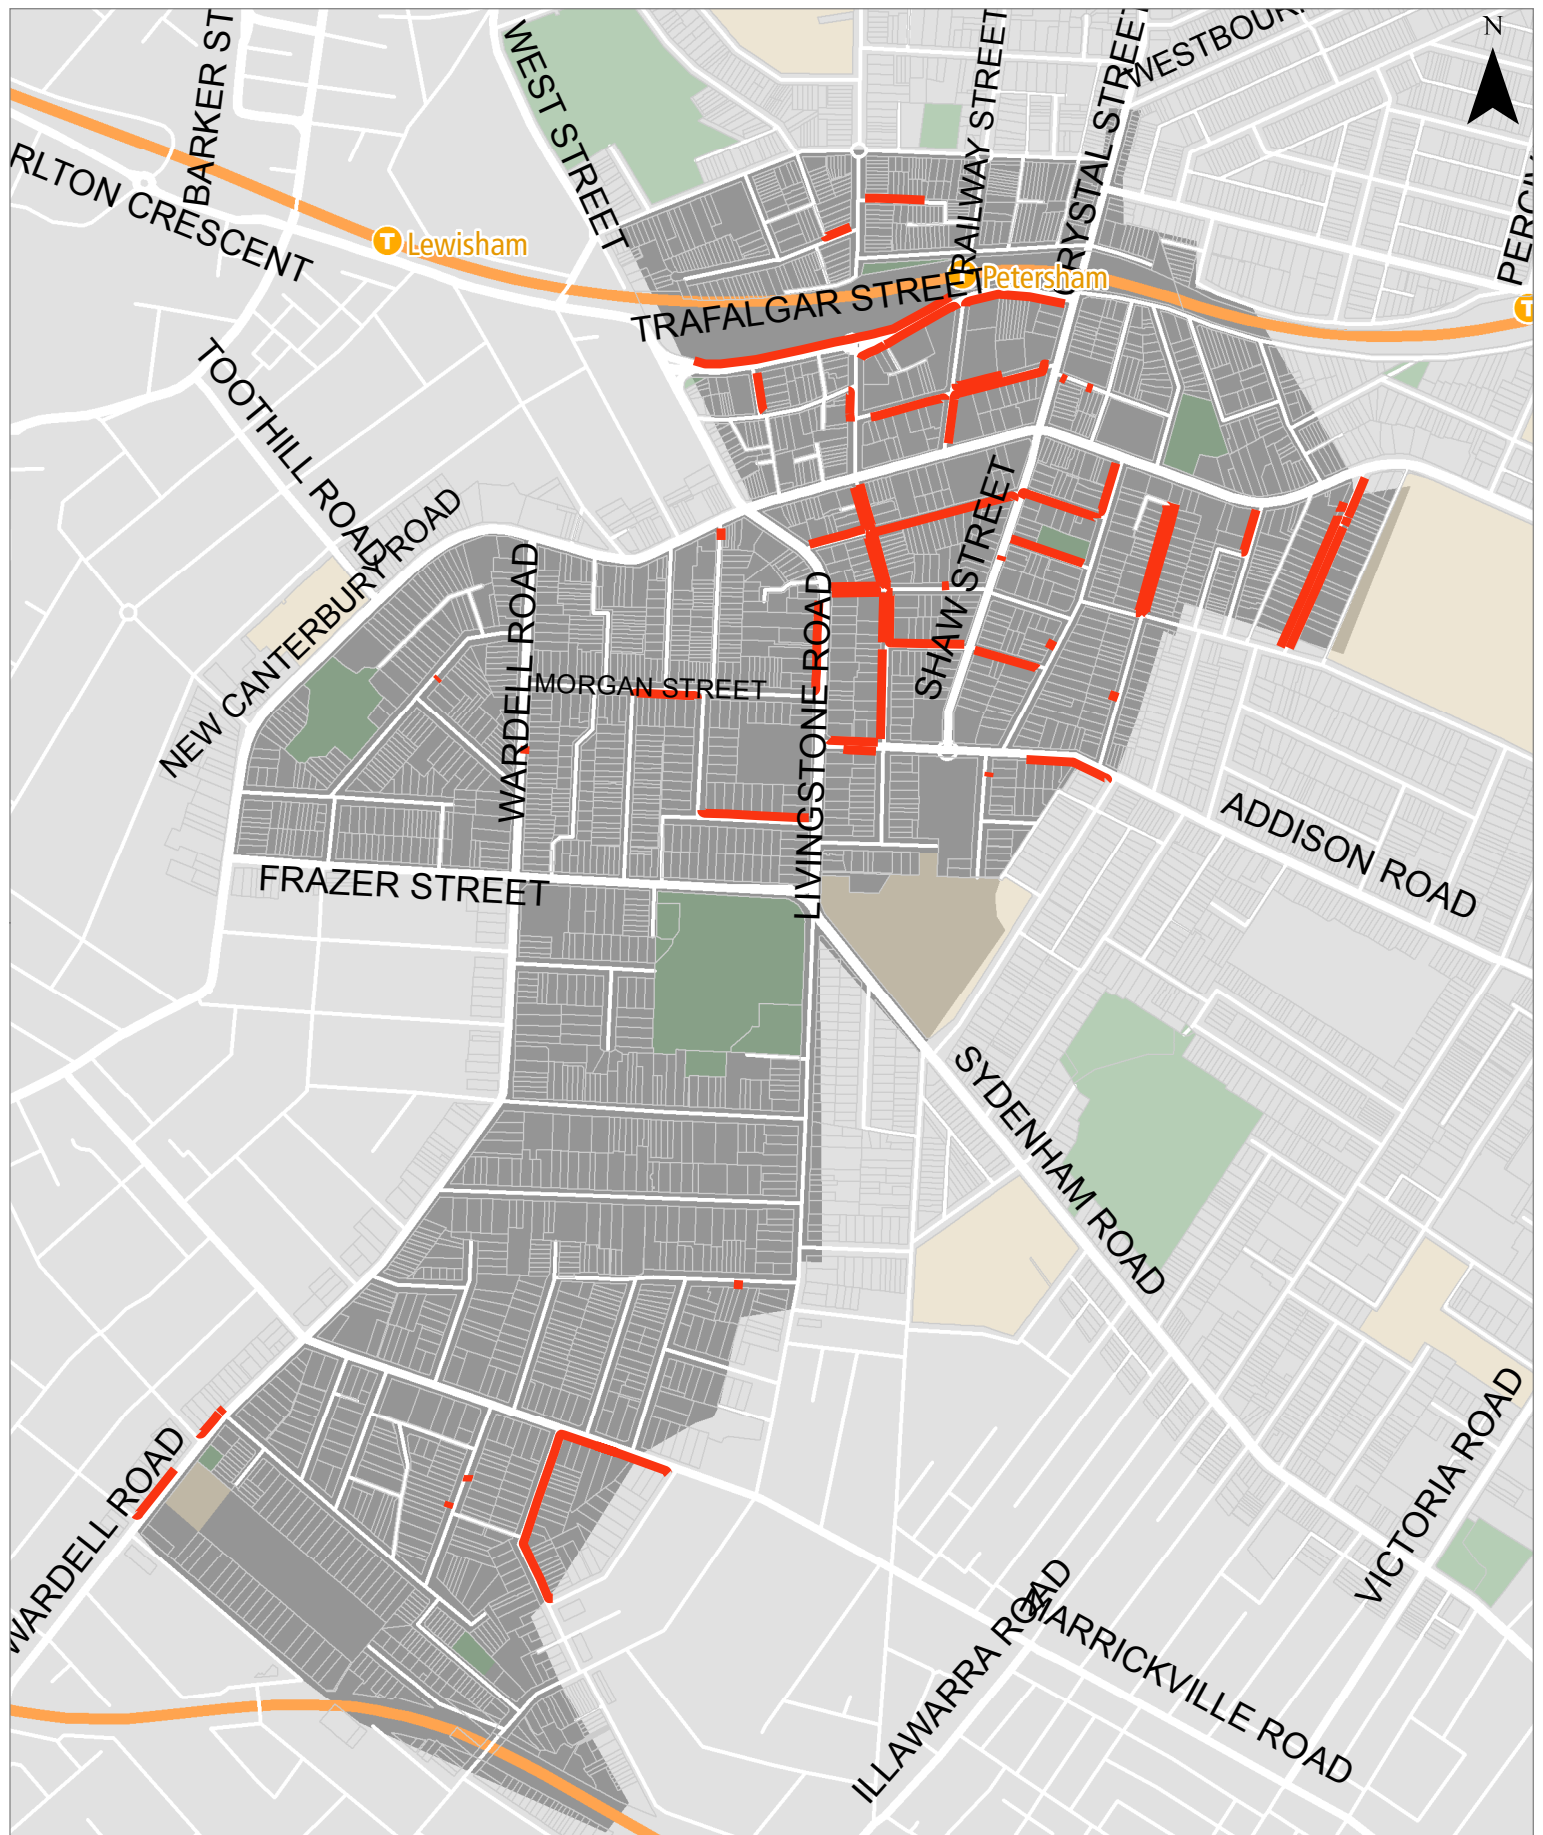 N
BARKER ST
WEST STREET
RAILWAY STREET
CRYSTAL STREET
WESTBOUR
PERCIV
RLTON CRESCENT
T Lewisham
T Petersham
T
TRAFALGAR STREET
TOOTHILL ROAD
NEW CANTERBURY ROAD
WARDELL ROAD
SHAW STREET
MORGAN STREET
LIVINGSTONE ROAD
ADDISON ROAD
FRAZER STREET
SYDENHAM ROAD
VICTORIA ROAD
WARDELL ROAD
ILLAWARRA ROAD
MARRICKVILLE ROAD